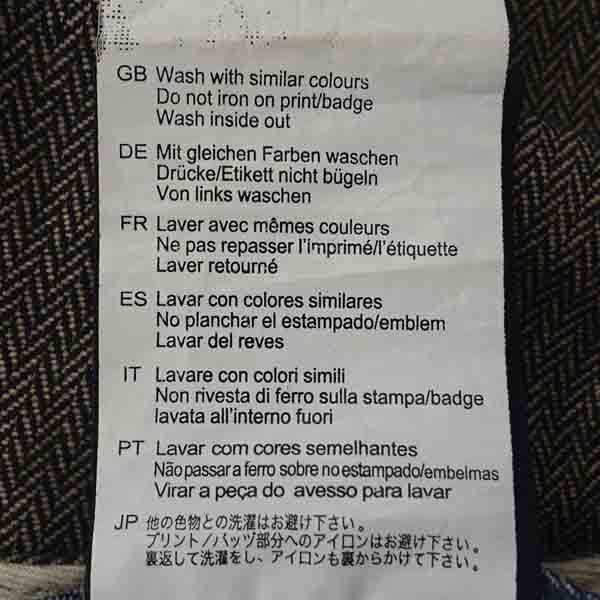 GB Wash with similar colours
Do not iron on print/badge
Wash inside out
DE Mit gleichen Farben waschen
Drücke/Etikett nicht bügeln
Von links waschen
FR Laver avec mêmes couleurs
Ne pas repasser l'imprimé/l'étiquette
Laver retourné
ES Lavar con colores similares
No planchar el estampado/emblem
Lavar del reves
IT Lavare con colori simili
Non rivesta di ferro sulla stampa/badge
lavata all'interno fuori
PT Lavar com cores semelhantes
Não passar a ferro sobre no estampado/embelmas
Virar a peça do avesso para lavar
JP 他の色物との洗濯はお避け下さい。
プリント/バッヅ部分へのアイロンはお避け下さい。
裏返して洗濯をし、アイロンも裏からかけて下さい。